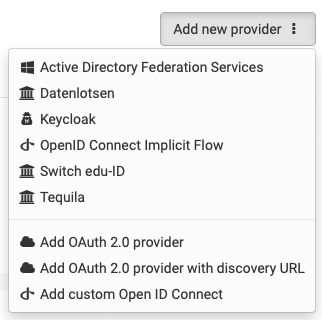 Add new provider
Active Directory Federation Services
Datenlotsen
Keycloak
OpenID Connect Implicit Flow
Switch edu-ID
Tequila
Add OAuth 2.0 provider
Add OAuth 2.0 provider with discovery URL
Add custom Open ID Connect